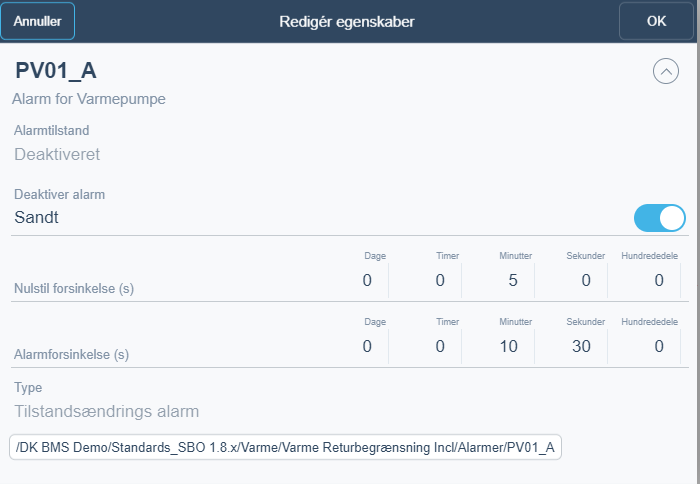 Annuller Redigér egenskaber OK
PV01_A
Alarm for Varmepumpe
Alarmtilstand
Deaktiveret
Deaktiver alarm
Sandt
Dage Timer Minutter Sekunder Hundrededele
Nulstil forsinkelse (s) 0 0 5 0 0
Dage Timer Minutter Sekunder Hundrededele
Alarmforsinkelse (s) 0 0 10 30 0
Type
Tilstandsændrings alarm
/DK BMS Demo/Standards_SBO 1.8.x/Varme/Varme Returbegrænsning Incl/Alarmer/PV01_A